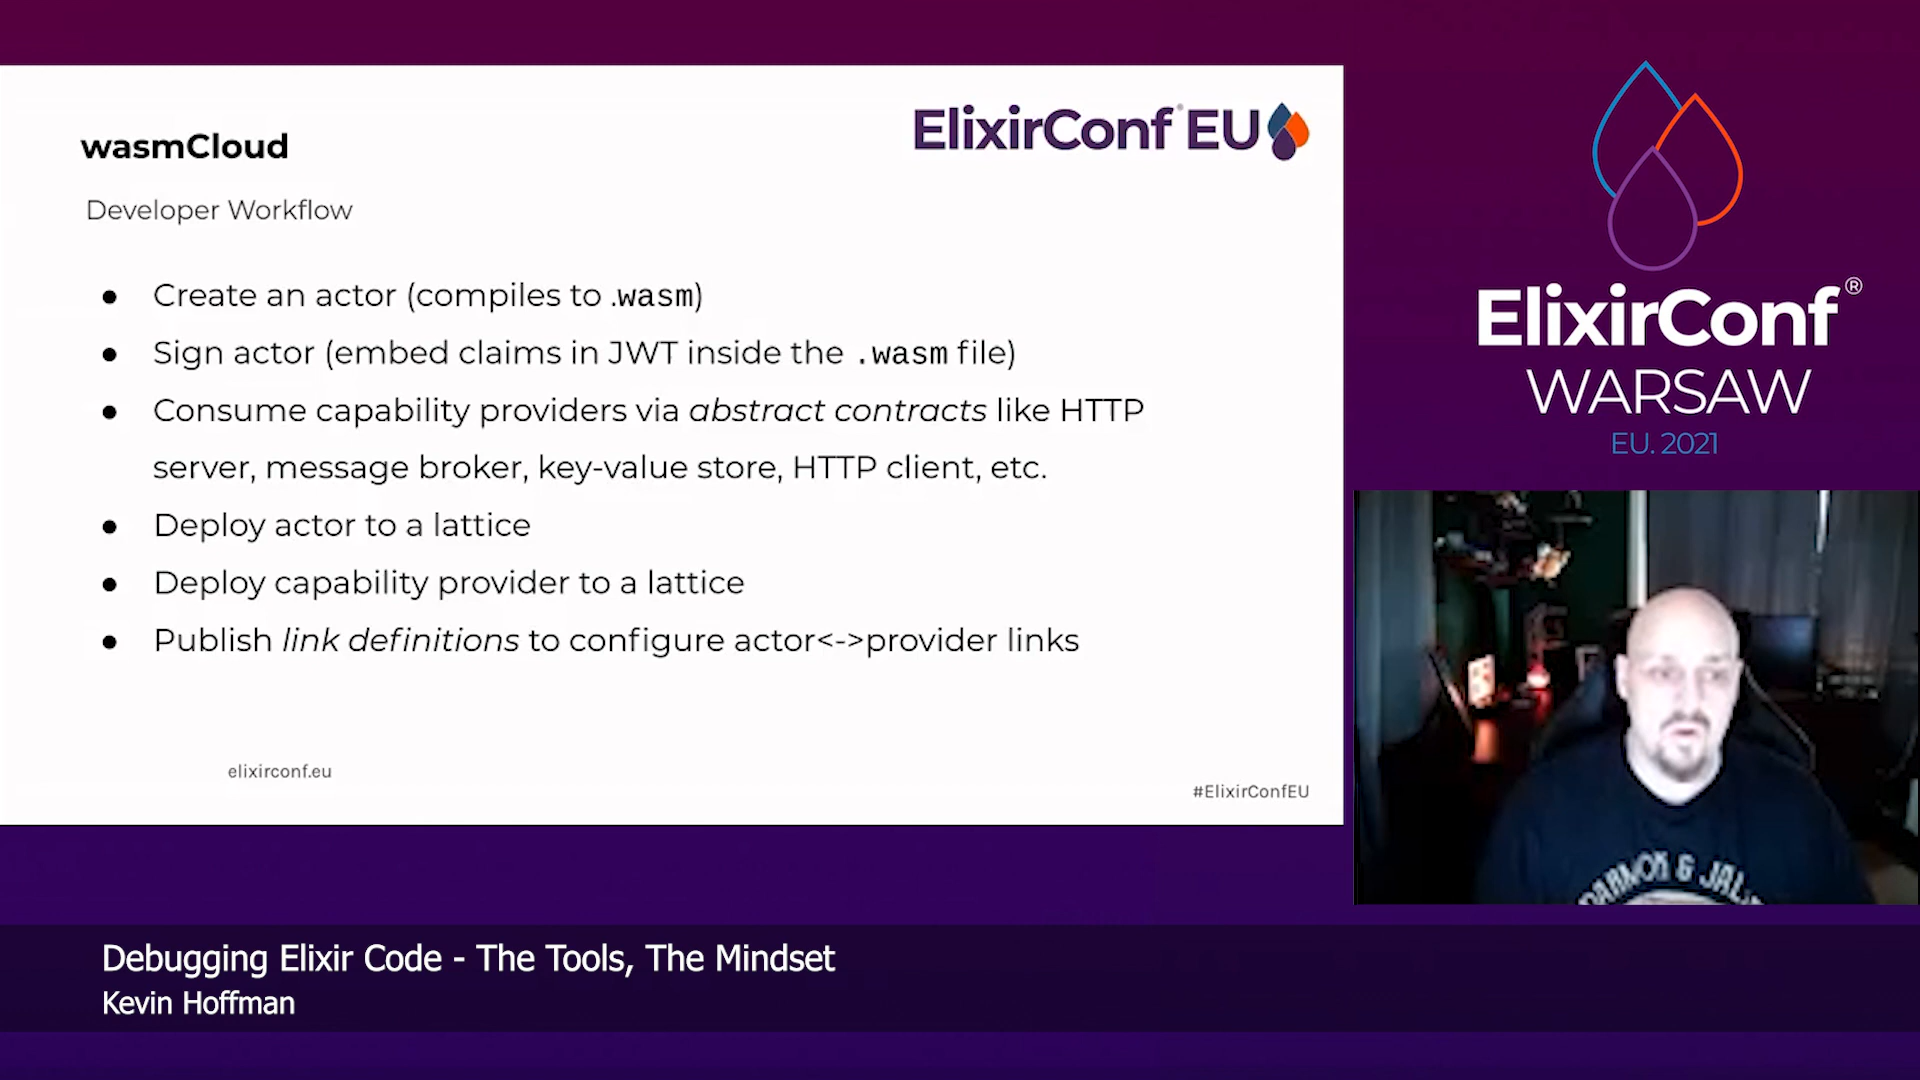 wasmCloud
ElixirConf EU
Developer Workflow
● Create an actor (compiles to .wasm)
● Sign actor (embed claims in JWT inside the .wasm file)
● Consume capability providers via abstract contracts like HTTP
server, message broker, key-value store, HTTP client, etc.
● Deploy actor to a lattice
● Deploy capability provider to a lattice
● Publish link definitions to configure actor<->provider links
elixirconf.eu
#ElixirConfEU
ElixirConf®
WARSAW
EU. 2021
& JAL
Debugging Elixir Code - The Tools, The Mindset
Kevin Hoffman